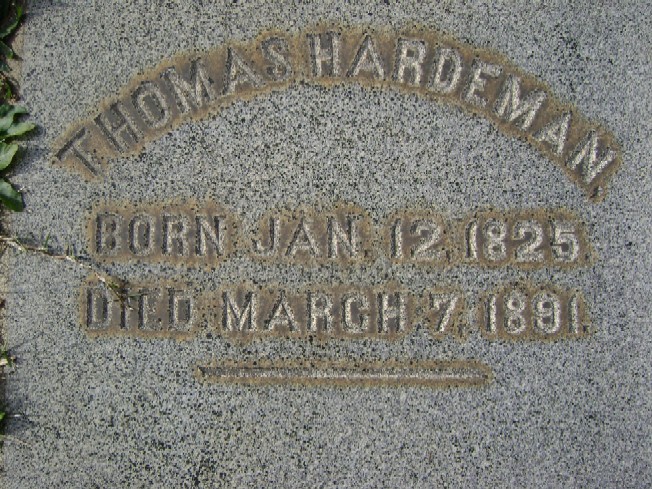 THOMAS HARDEMAN.
BORN JAN. 12, 1825.
DIED MARCH 7, 1891.